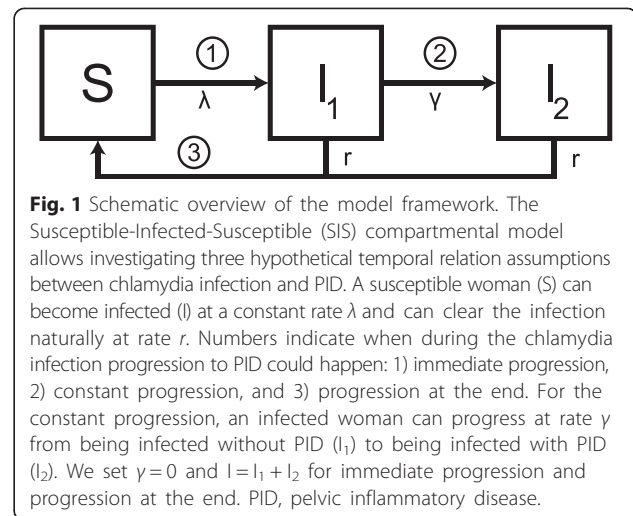 ① ②
S λ I₁ γ I₂
③ r r
Fig. 1 Schematic overview of the model framework. The
Susceptible-Infected-Susceptible (SIS) compartmental model
allows investigating three hypothetical temporal relation assumptions
between chlamydia infection and PID. A susceptible woman (S) can
become infected (I) at a constant rate λ and can clear the infection
naturally at rate r. Numbers indicate when during the chlamydia
infection progression to PID could happen: 1) immediate progression,
2) constant progression, and 3) progression at the end. For the
constant progression, an infected woman can progress at rate γ
from being infected without PID (I₁) to being infected with PID
(I₂). We set γ = 0 and I = I₁ + I₂ for immediate progression and
progression at the end. PID, pelvic inflammatory disease.